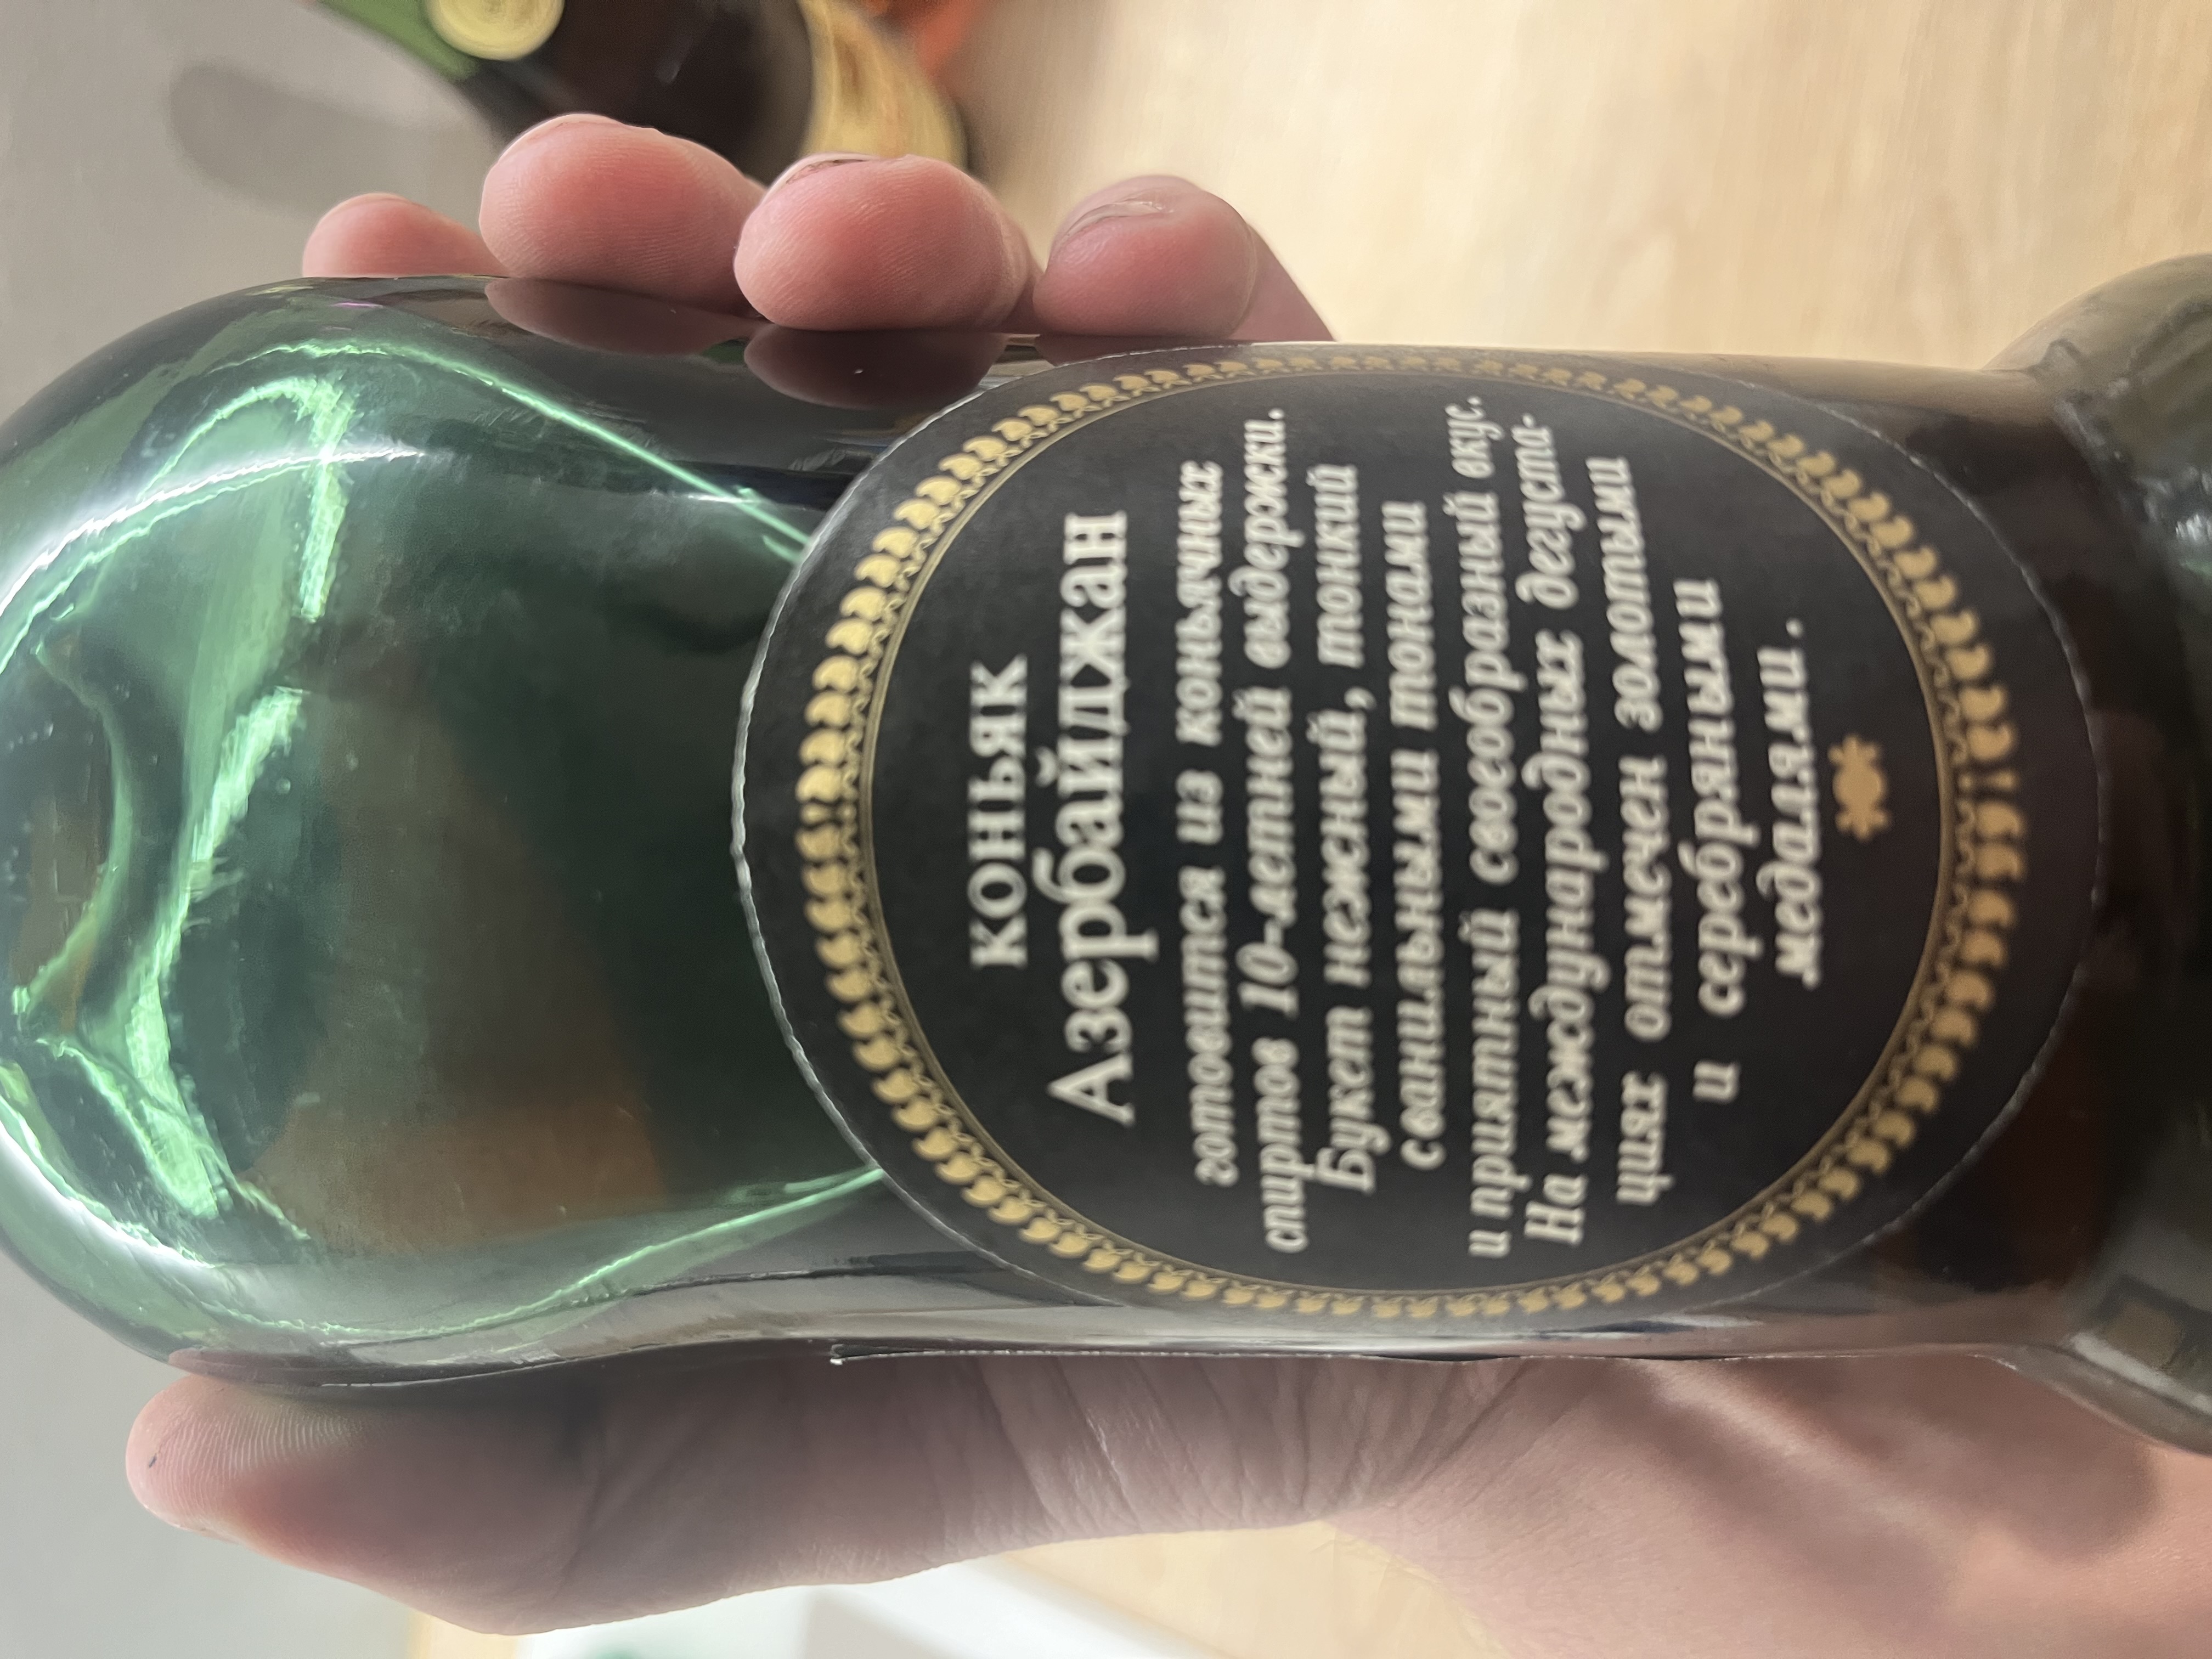 КОНЬЯК
Азербайджан
готовится из коньячных
спиртов 10-летней выдержки.
Букет нежный, тонкий
с ванильными тонами
и приятный своеобразный вкус.
На международных дегуста-
циях отмечен золотыми
и серебряными
медалями.